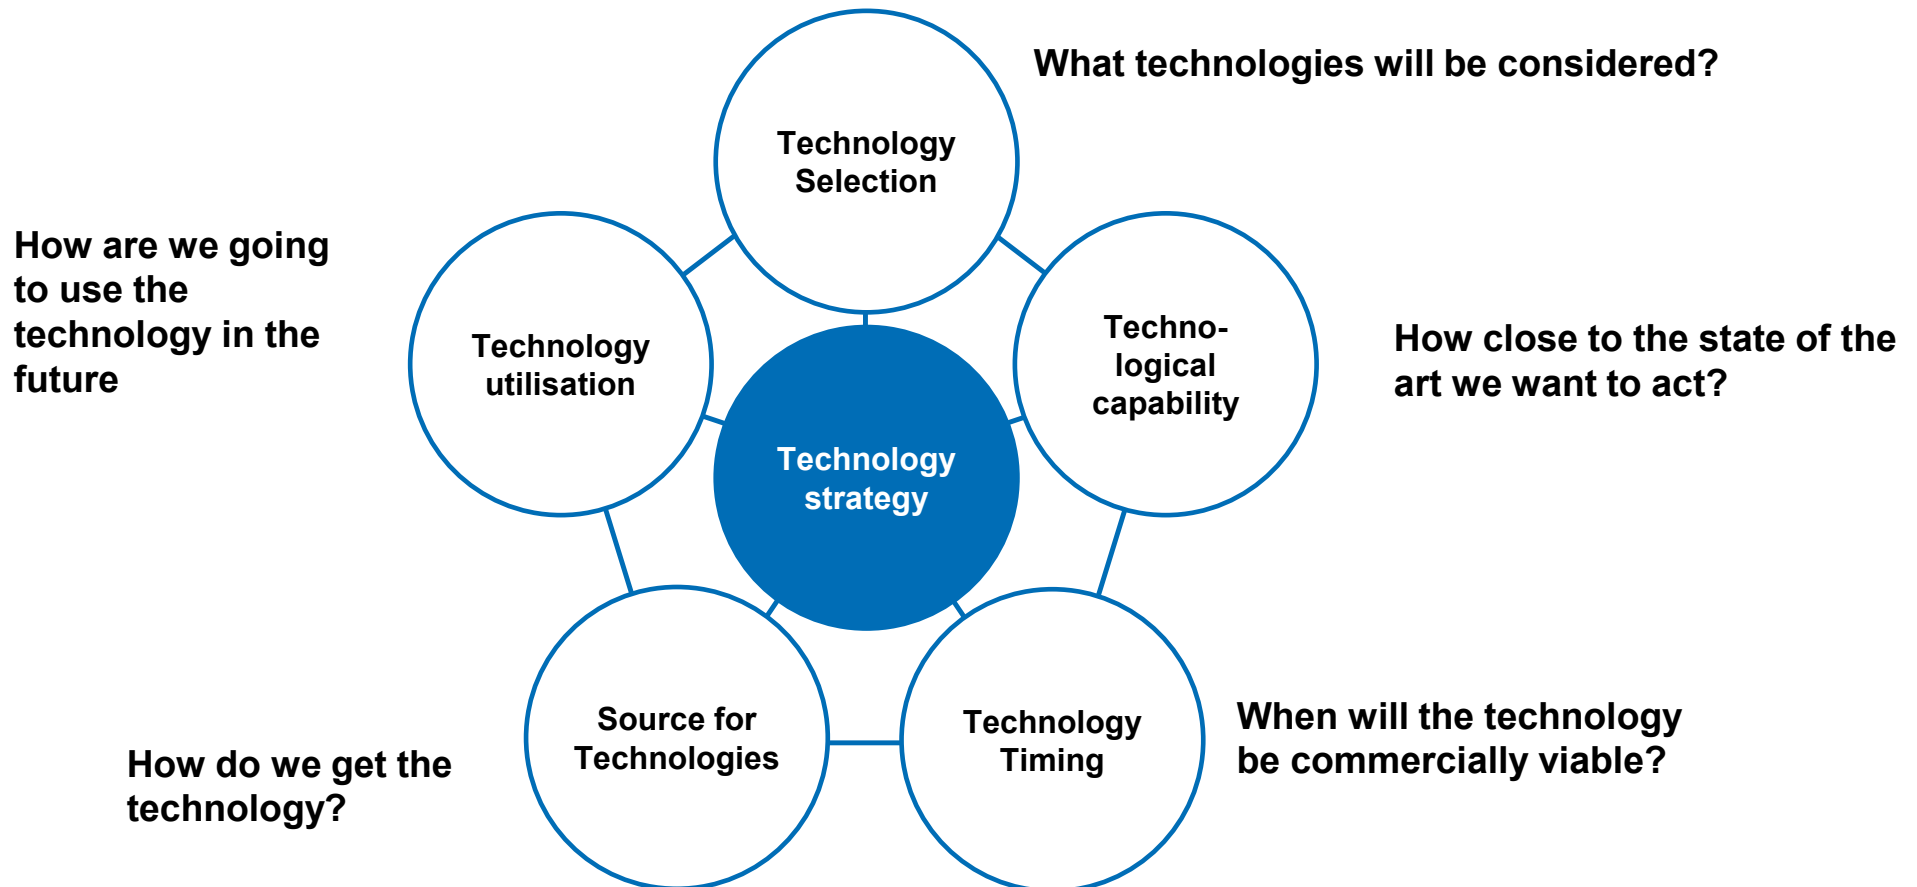 What technologies will be considered?
Technology
Selection
How are we going
to use the
technology in the
future
Technology
utilisation
Techno-
logical
capability
How close to the state of the
art we want to act?
Technology
strategy
Source for
Technologies
How do we get the
technology?
Technology
Timing
When will the technology
be commercially viable?